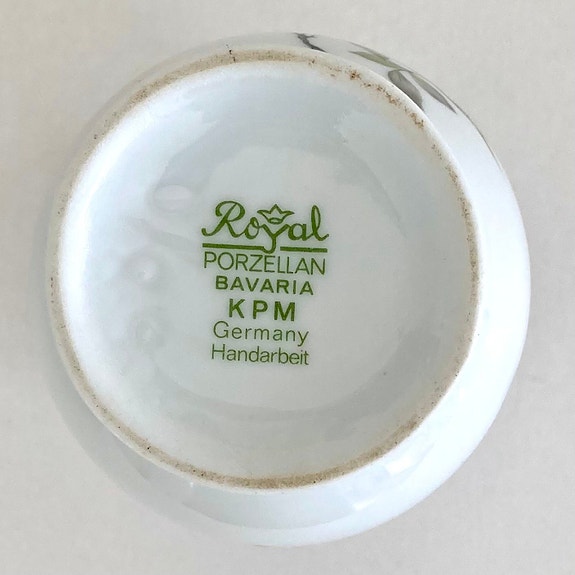 Royal
PORZELLAN
BAVARIA
KPM
Germany
Handarbeit